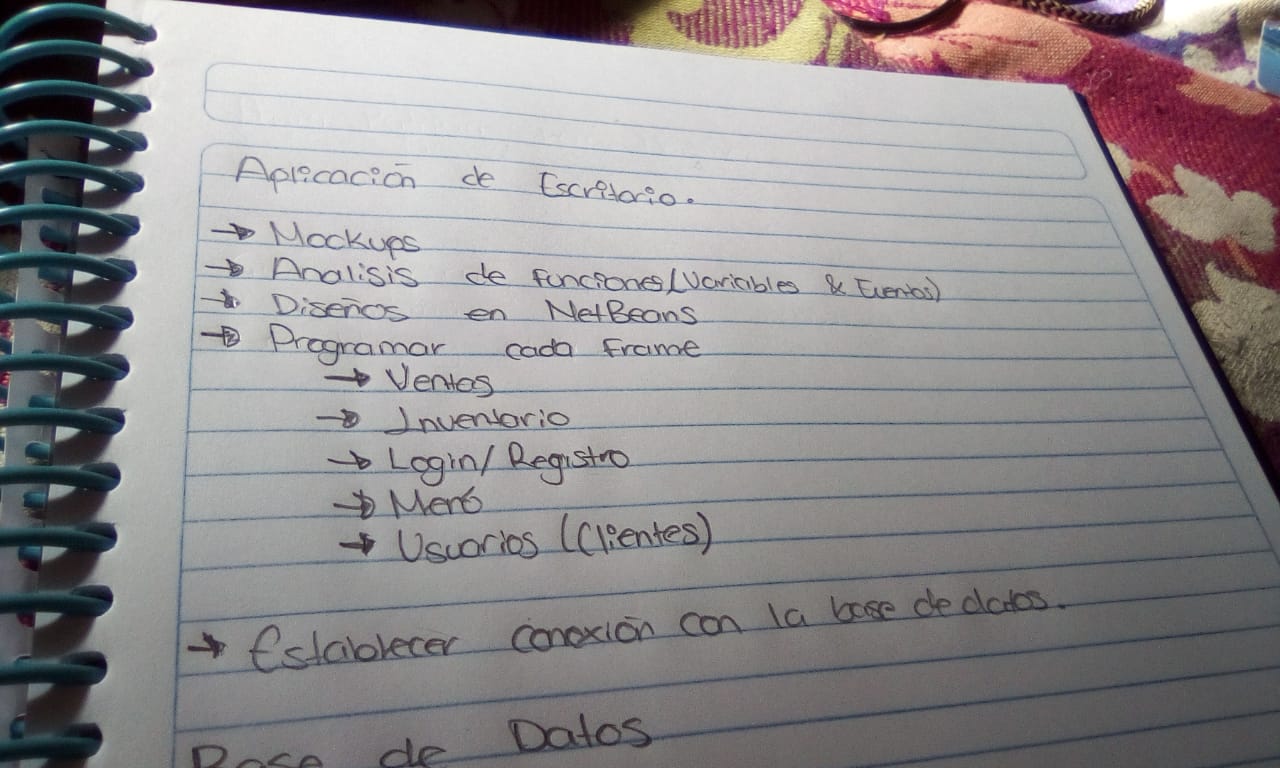 Aplicación de Escritorio.
→ Mockups
→ Analisis de funciones (Variables & Eventos)
→ Diseños en NetBeans
→ Programar cada Frame
→ Ventas
→ Inventario
→ Login/Registro
→ Menú
→ Usuarios (Clientes)
→ Establecer conexión con la base de datos.
Base de Datos